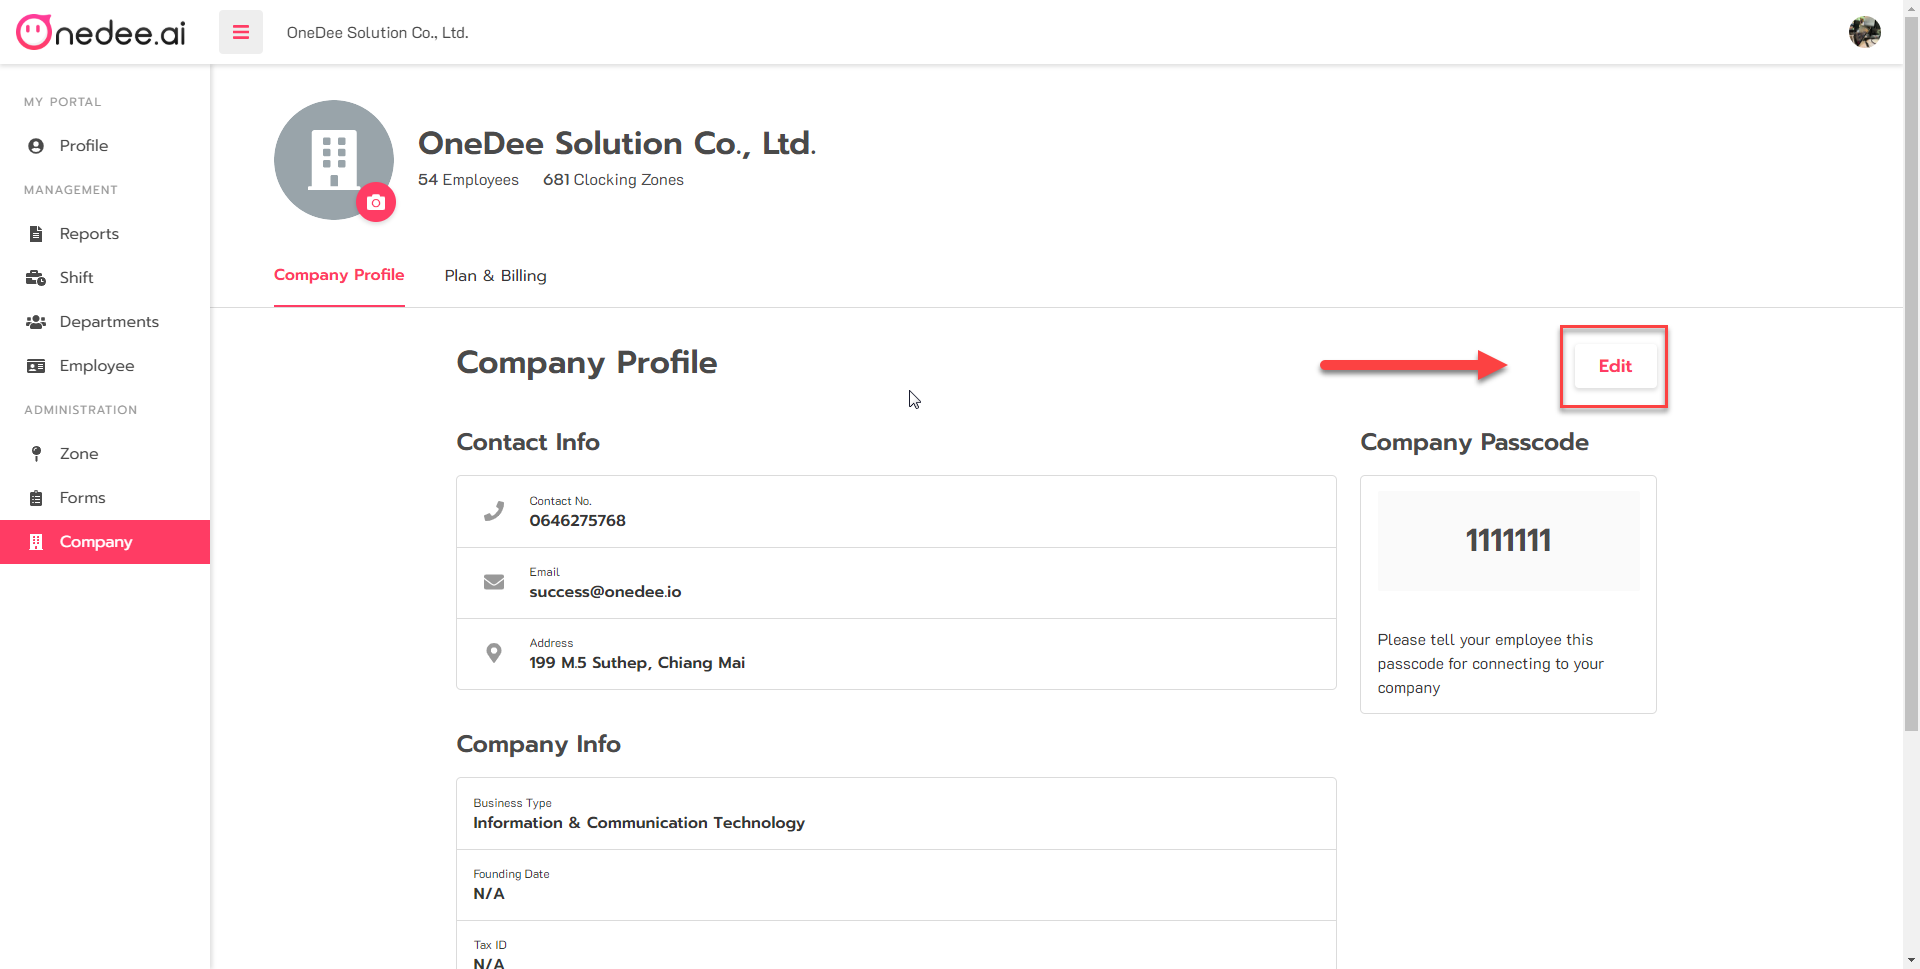 Onedee.ai
OneDee Solution Co., Ltd.
MY PORTAL
Profile
MANAGEMENT
Reports
Shift
Departments
Employee
ADMINISTRATION
Zone
Forms
Company
OneDee Solution Co., Ltd.
54 Employees 681 Clocking Zones
Company Profile Plan & Billing
Company Profile
Edit
Contact Info
Contact No.
0646275768
Email
success@onedee.io
Address
199 M.5 Suthep, Chiang Mai
Company Passcode
1111111
Please tell your employee this
passcode for connecting to your
company
Company Info
Business Type
Information & Communication Technology
Founding Date
N/A
Tax ID
N/A